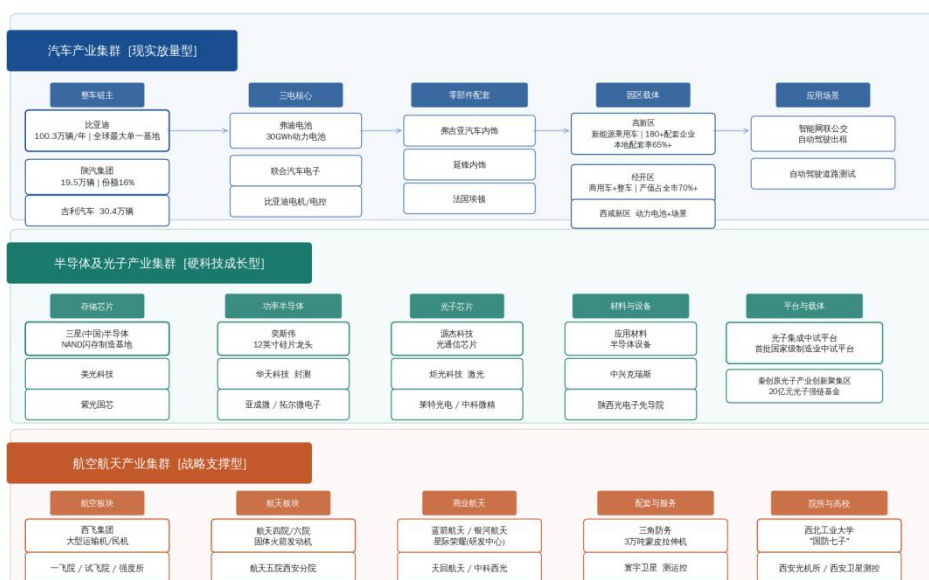 汽车产业集群 [现实放量型]
整车链主
比亚迪
100.3万辆/年 | 全球最大单一基地
陕汽集团
19.5万辆 | 份额16%
吉利汽车 30.4万辆
三电核心
弗迪电池
30GWh动力电池
联合汽车电子
比亚迪电机/电控
零部件配套
弗吉亚汽车内饰
延锋内饰
法国埃顿
园区载体
高新区
新能源乘用车 | 180+配套企业
本地配套率65%+
经开区
商用车+整车 | 产值占全市70%+
西咸新区 动力电池+场景
应用场景
智能网联公交
自动驾驶出租
自动驾驶道路测试
半导体及光子产业集群 [硬科技成长型]
存储芯片
三星(中国)半导体
NAND闪存制造基地
美光科技
紫光国芯
功率半导体
奕斯伟
12英寸硅片龙头
华天科技 封测
亚成微 / 拓尔微电子
光子芯片
源杰科技
光通信芯片
炬光科技 激光
莱特光电 / 中科微精
材料与设备
应用材料
半导体设备
中兴克瑞斯
陕西光电子先导院
平台与载体
光子集成中试平台
首批国家级制造业中试平台
秦创原光子产业创新聚集区
20亿元光子强链基金
航空航天产业集群 [战略支撑型]
航空板块
西飞集团
大型运输机/民机
一飞院 / 试飞院 / 强度所
航天板块
航天四院/六院
固体火箭发动机
航天五院西安分院
商业航天
蓝箭航天 / 银河航天
星际荣耀(研发中心)
天回航天 / 中科西光
配套与服务
三角防务
3万吨蒙皮拉伸机
寰宇卫星 测运控
院所与高校
西北工业大学
"国防七子"
西安光机所 / 西安卫星测控